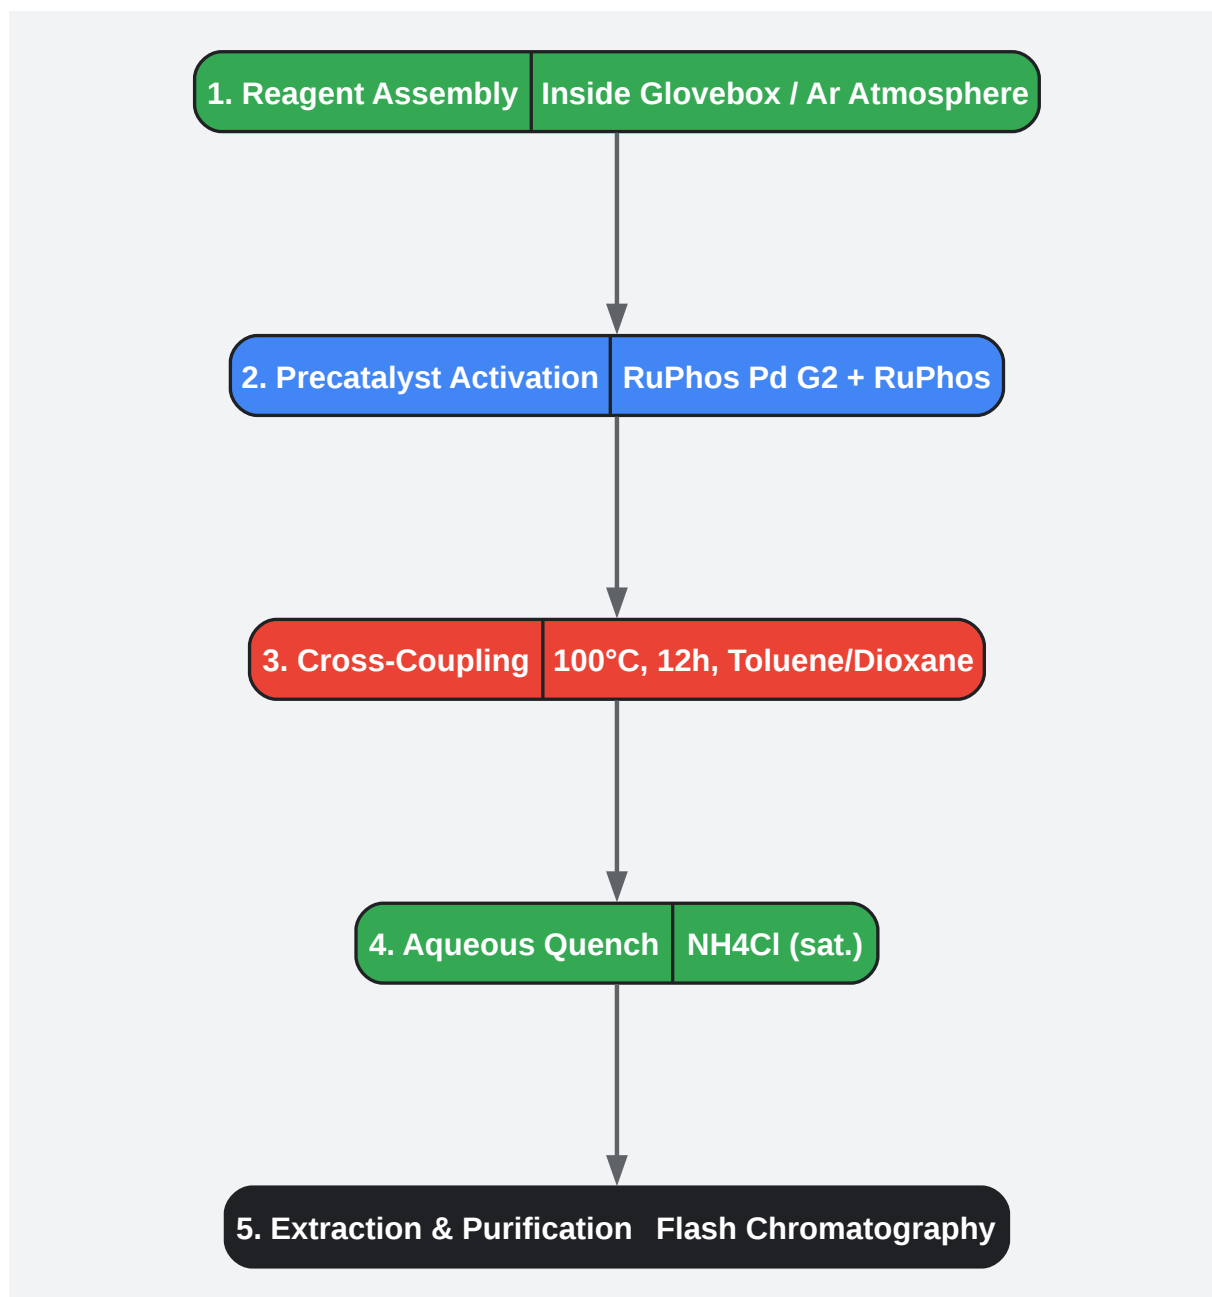 1. Reagent Assembly Inside Glovebox / Ar Atmosphere
2. Precatalyst Activation RuPhos Pd G2 + RuPhos
3. Cross-Coupling 100°C, 12h, Toluene/Dioxane
4. Aqueous Quench NH4Cl (sat.)
5. Extraction & Purification Flash Chromatography